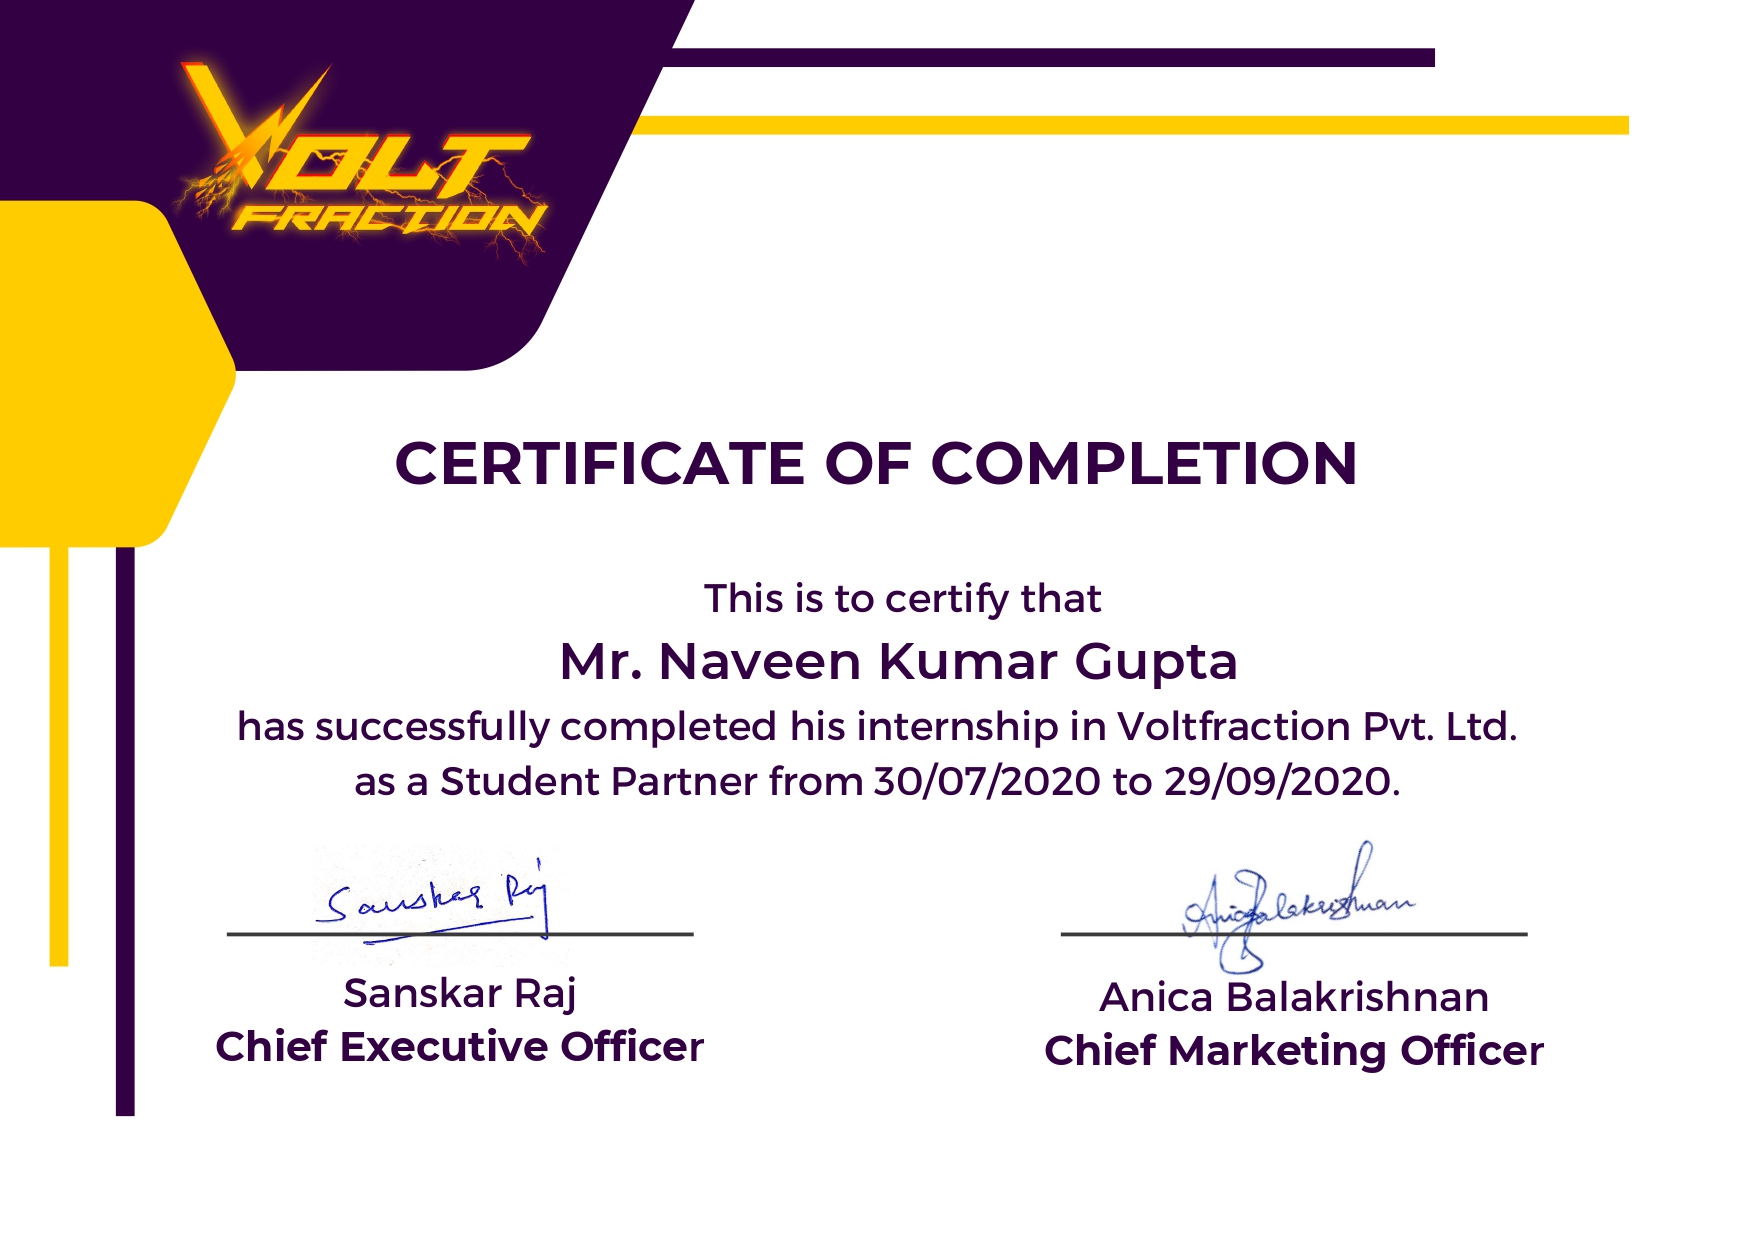 VOLT
FRACTION
CERTIFICATE OF COMPLETION
This is to certify that
Mr. Naveen Kumar Gupta
has successfully completed his internship in Voltfraction Pvt. Ltd.
as a Student Partner from 30/07/2020 to 29/09/2020.
Sanskar Raj
Anica Balakrishnan
Sanskar Raj
Chief Executive Officer
Anica Balakrishnan
Chief Marketing Officer